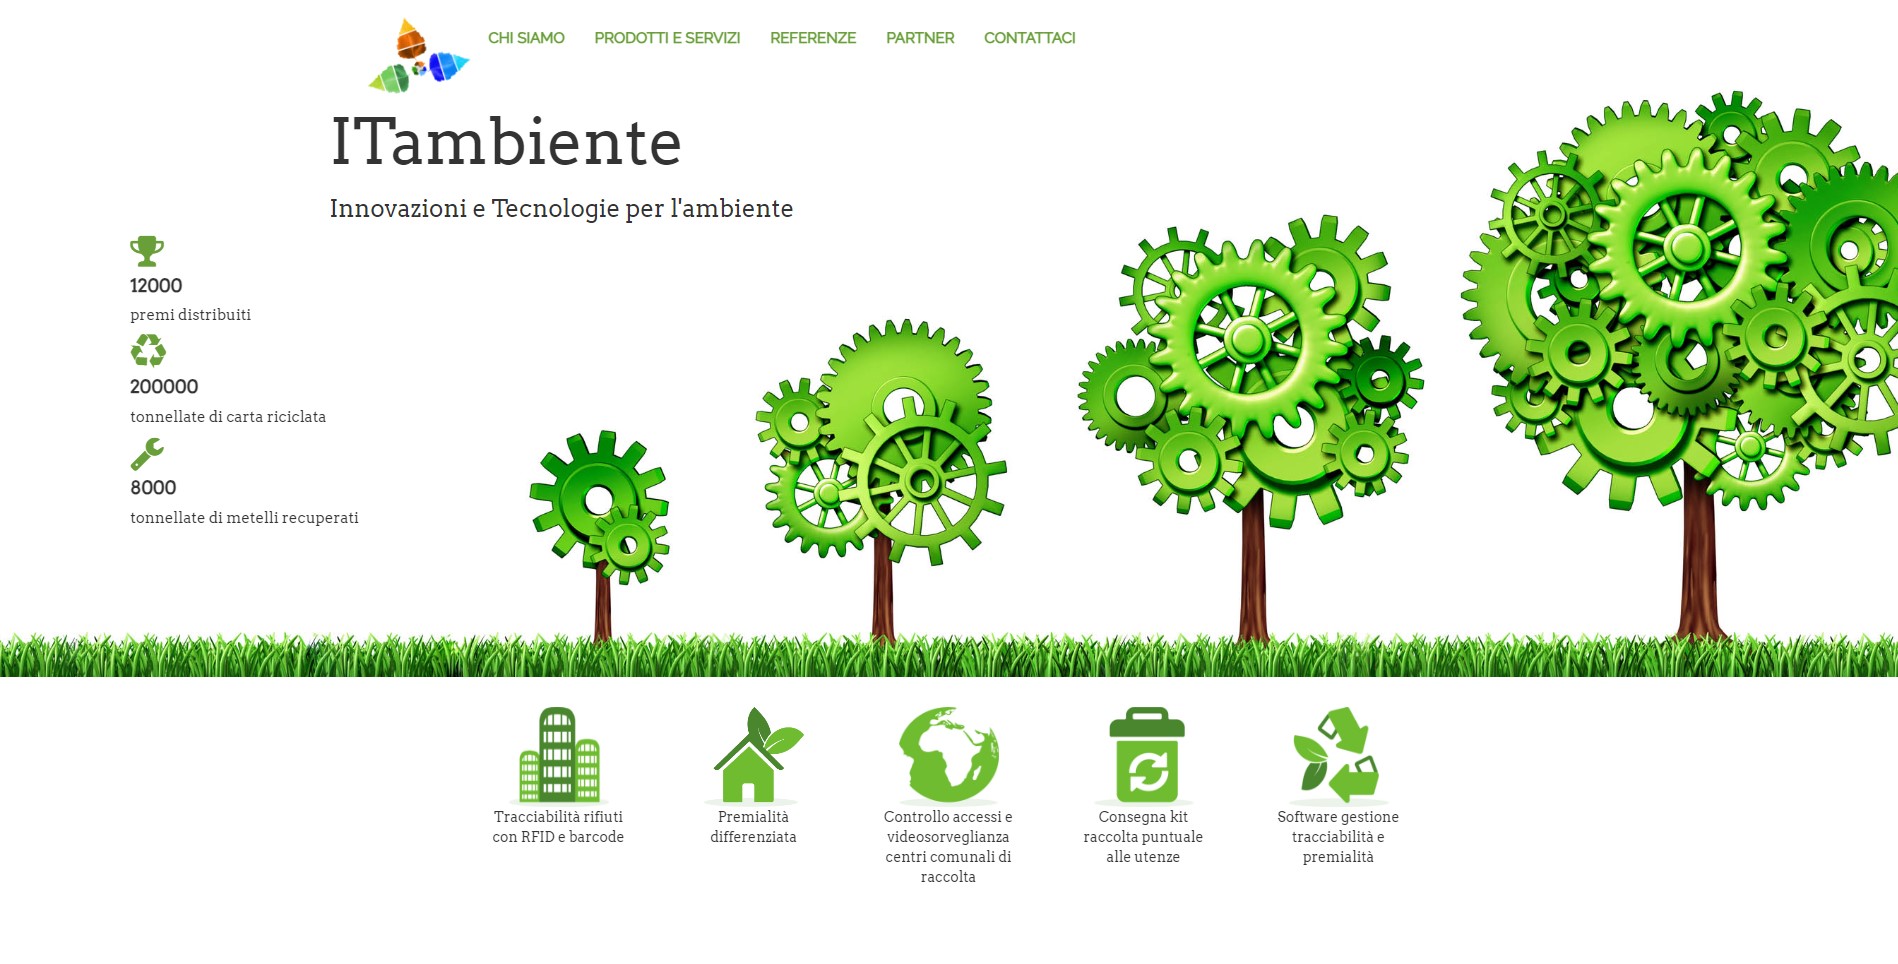 CHI SIAMO PRODOTTI E SERVIZI REFERENZE PARTNER CONTATTACI
ITambiente
Innovazioni e Tecnologie per l'ambiente
12000
premi distribuiti
200000
tonnellate di carta riciclata
8000
tonnellate di metelli recuperati
Tracciabilità rifiuti
con RFID e barcode
Premialità
differenziata
Controllo accessi e
videosorveglianza
centri comunali di
raccolta
Consegna kit
raccolta puntuale
alle utenze
Software gestione
tracciabilità e
premialità